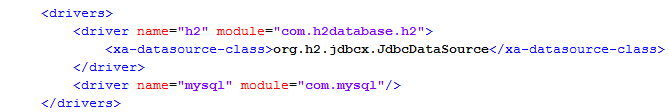 <drivers>
<driver name="h2" module="com.h2database.h2">
<xa-datasource-class>org.h2.jdbcx.JdbcDataSource</xa-datasource-class>
</driver>
<driver name="mysql" module="com.mysql"/>
</drivers>